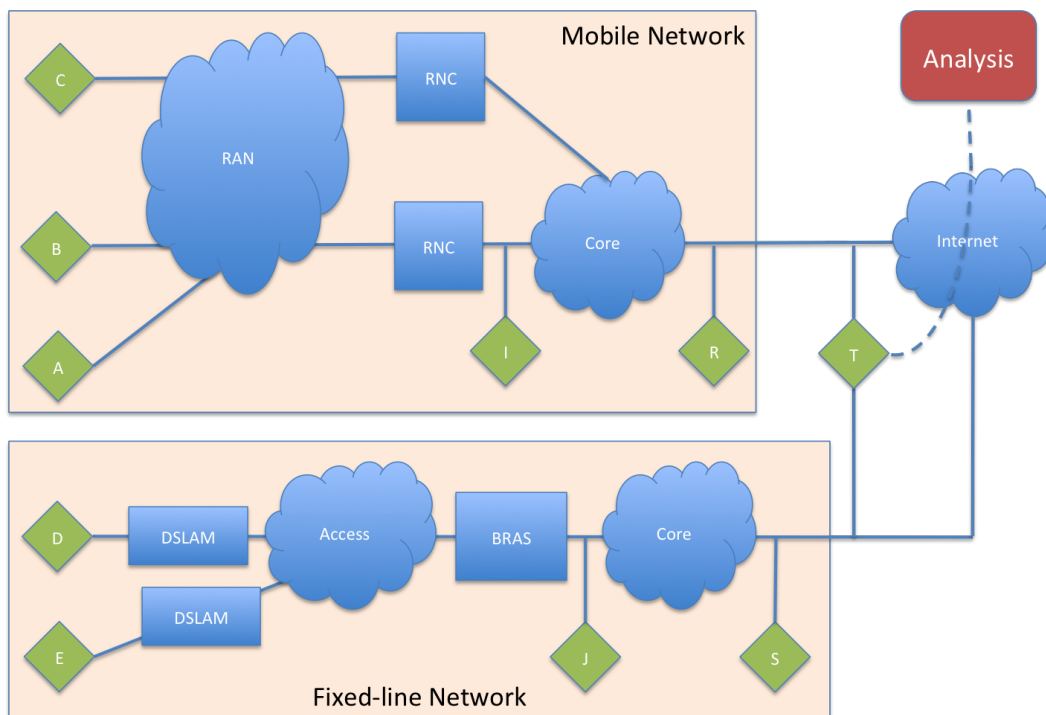 Mobile Network
Analysis
C
RNC
RAN
B
RNC
Core
Internet
A
I
R
T
D
DSLAM
Access
BRAS
Core
DSLAM
E
J
S
Fixed-line Network